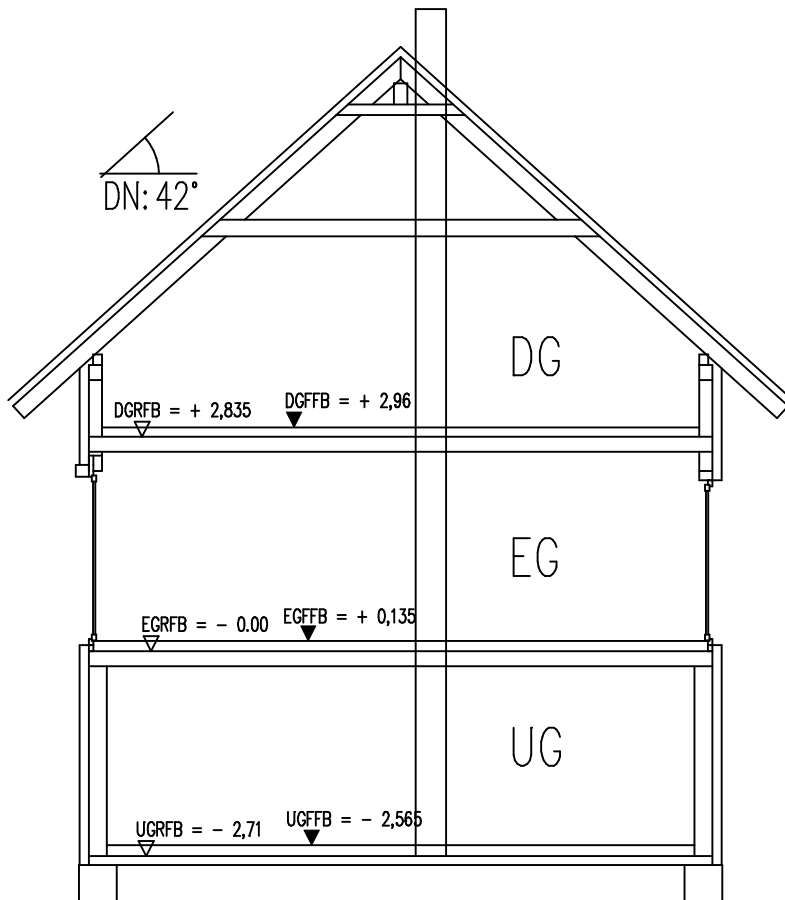 DN: 42°
DG
DGRFB = + 2,835
DGFFB = + 2,96
EG
EGRFB = - 0.00
EGFFB = + 0,135
UG
UGRFB = - 2,71
UGFFB = - 2,565